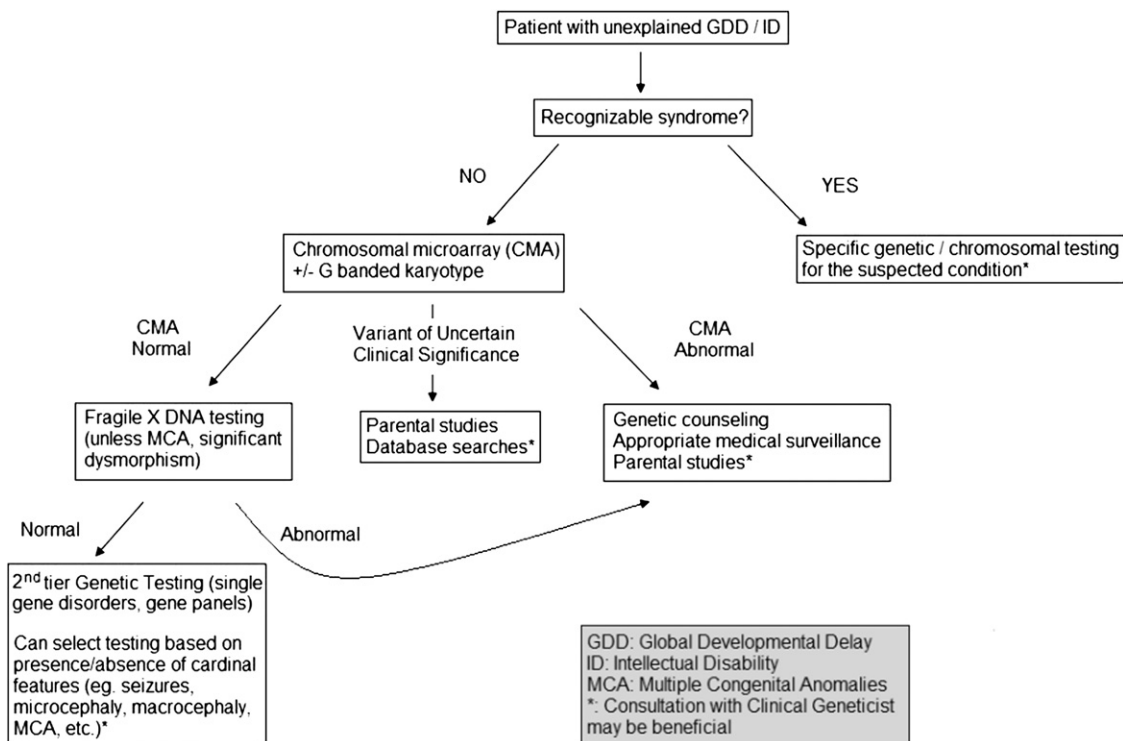 Patient with unexplained GDD / ID
Recognizable syndrome?
NO
YES
Chromosomal microarray (CMA)
+/- G banded karyotype
Specific genetic / chromosomal testing
for the suspected condition*
CMA
Normal
Variant of Uncertain
Clinical Significance
CMA
Abnormal
Fragile X DNA testing
(unless MCA, significant
dysmorphism)
Parental studies
Database searches*
Genetic counseling
Appropriate medical surveillance
Parental studies*
Normal
Abnormal
2nd tier Genetic Testing (single
gene disorders, gene panels)
Can select testing based on
presence/absence of cardinal
features (eg. seizures,
microcephaly, macrocephaly,
MCA, etc.)*
GDD: Global Developmental Delay
ID: Intellectual Disability
MCA: Multiple Congenital Anomalies
*: Consultation with Clinical Geneticist
may be beneficial